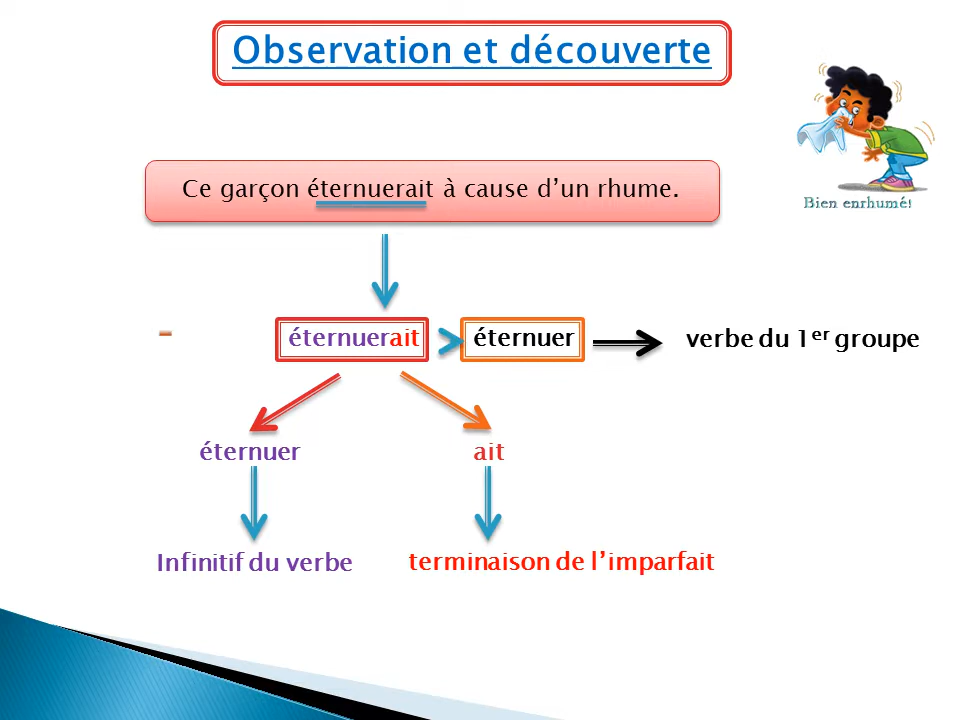 Observation et découverte
Bien enrhumé!
Ce garçon éternuerait à cause d’un rhume.
- éternuerait éternuer verbe du 1er groupe
éternuer ait
Infinitif du verbe terminaison de l’imparfait